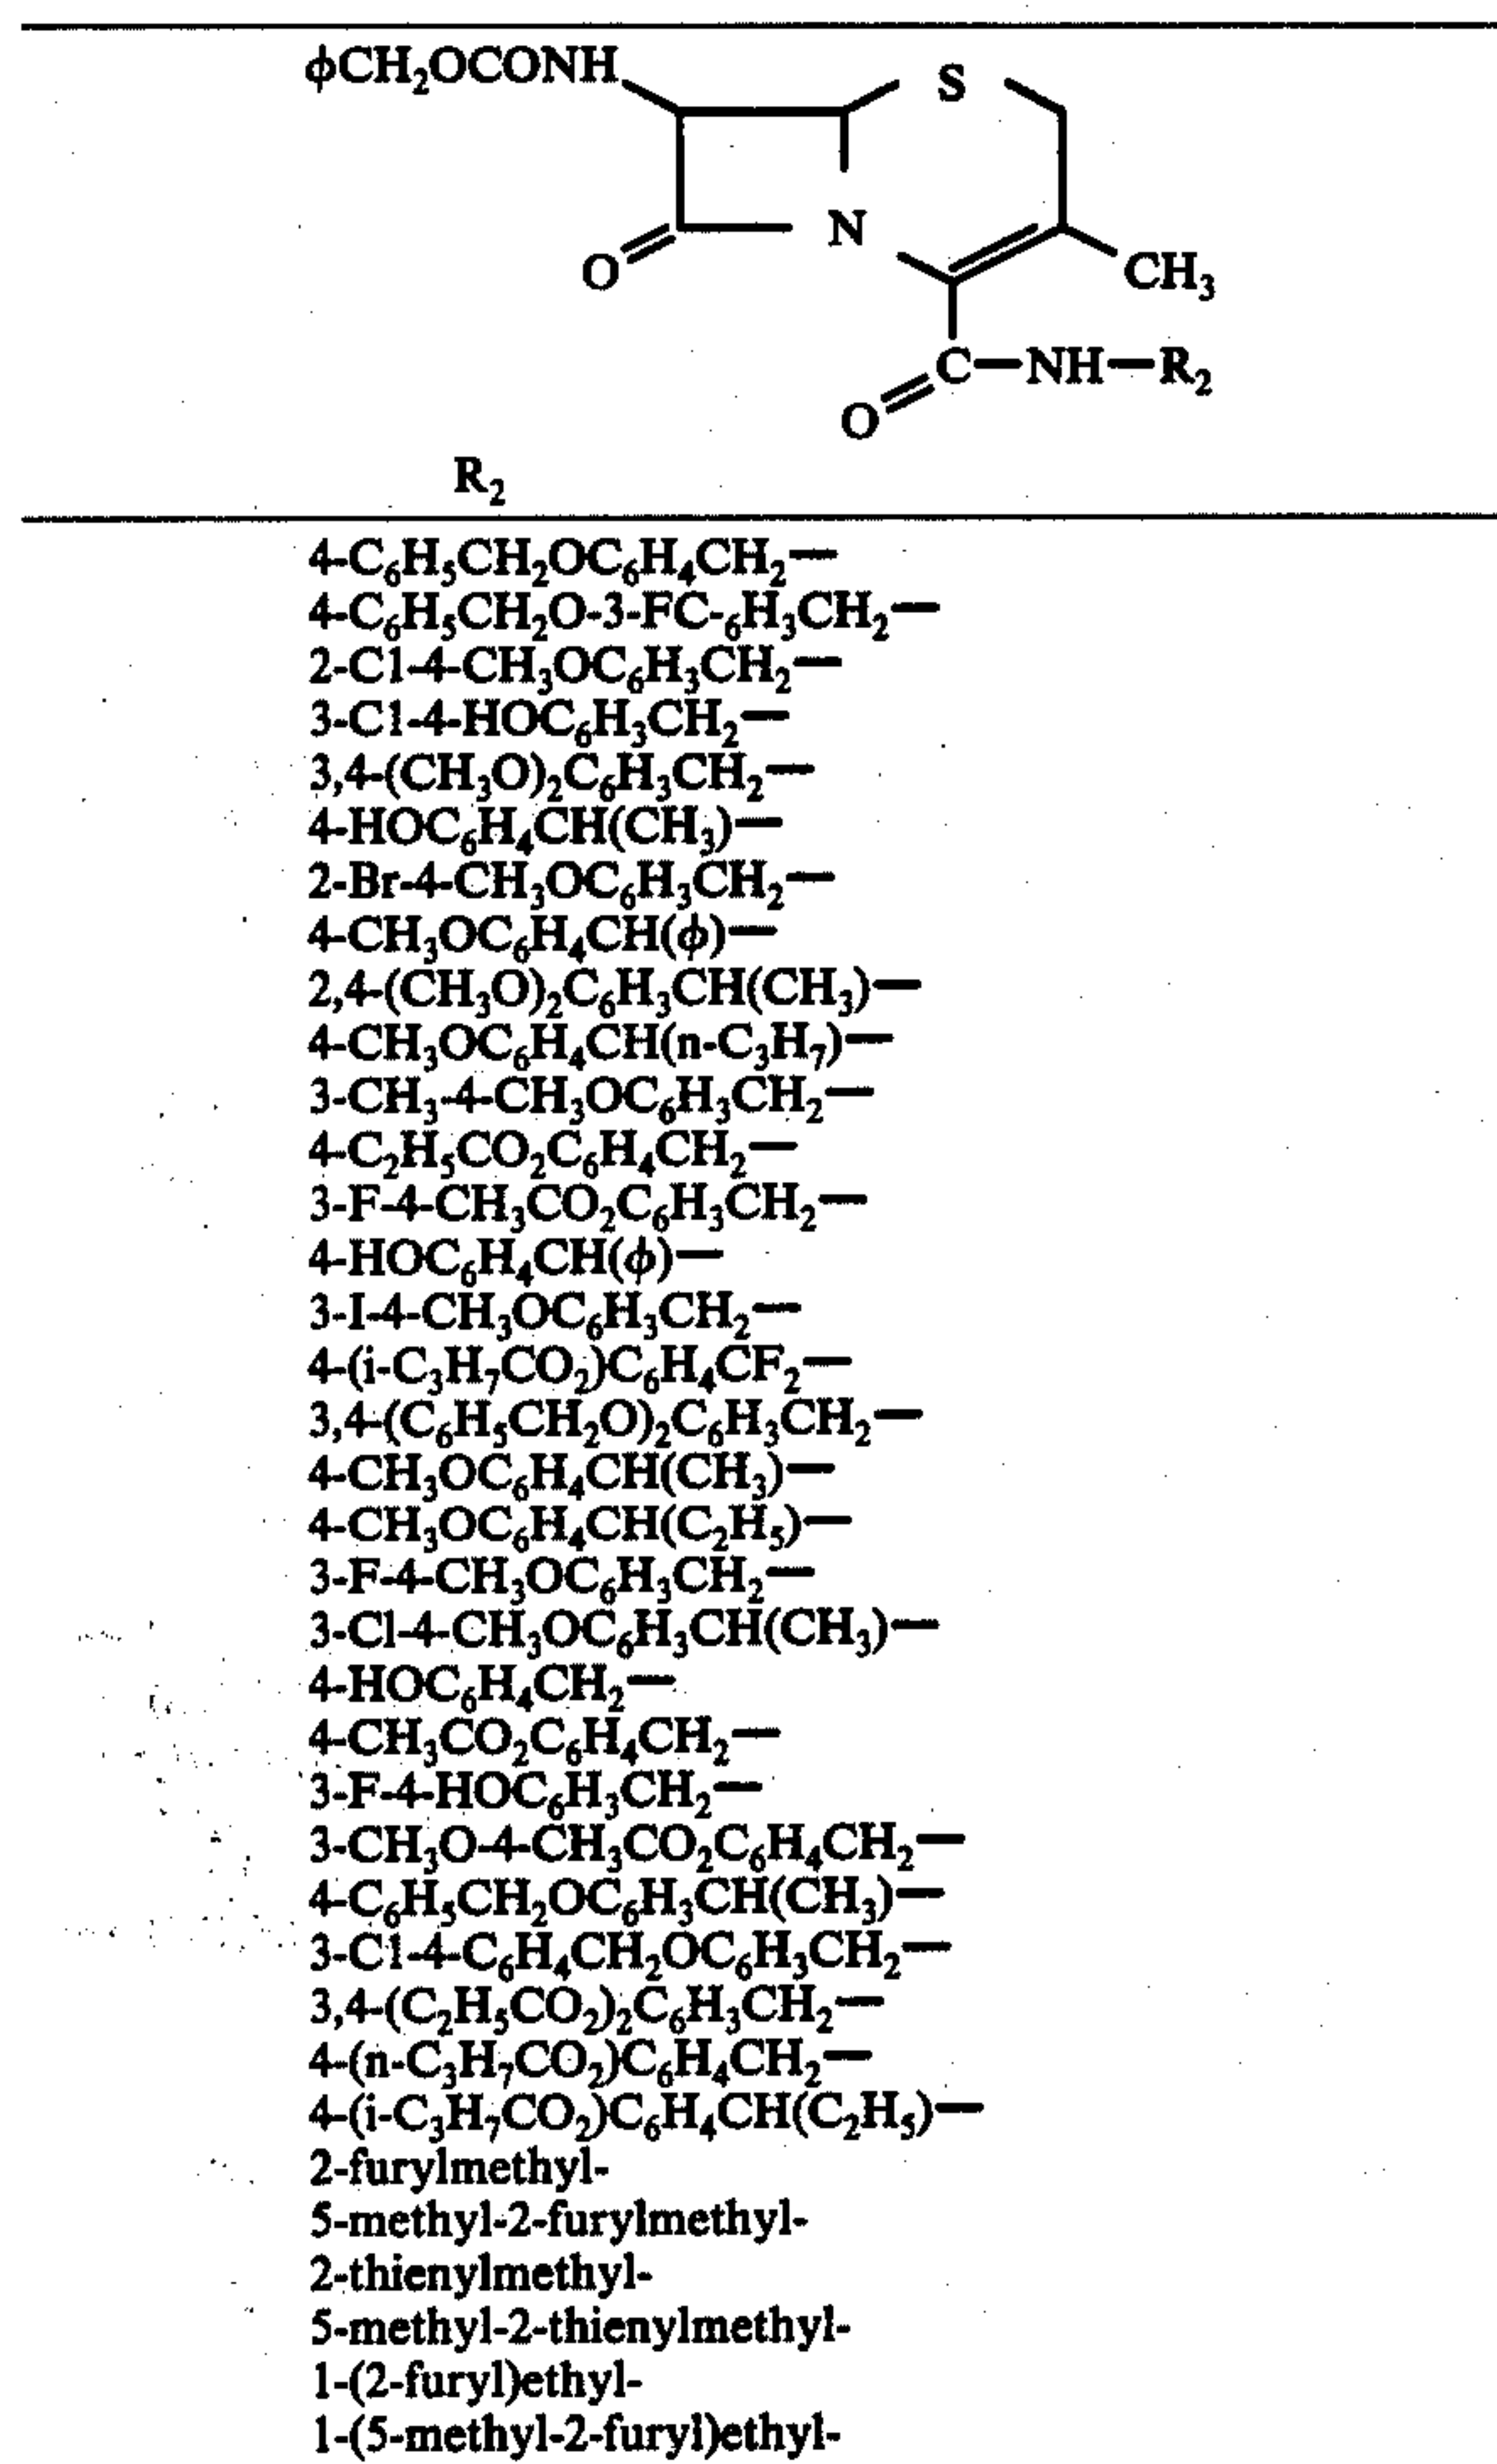 ϕCH₂OCONH
S
O
N
CH₃
C—NH—R₂
O
R₂
4-C₆H₅CH₂OC₆H₄CH₂—
4-C₆H₅CH₂O-3-FC-₆H₃CH₂—
2-C1-4-CH₃OC₆H₃CH₂—
3-C1-4-HOC₆H₃CH₂—
3,4-(CH₃O)₂C₆H₃CH₂—
4-HOC₆H₄CH(CH₃)—
2-Br-4-CH₃OC₆H₃CH₂—
4-CH₃OC₆H₄CH(ϕ)—
2,4-(CH₃O)₂C₆H₃CH(CH₃)—
4-CH₃OC₆H₄CH(n-C₃H₇)—
3-CH₃-4-CH₃OC₆H₃CH₂—
4-C₂H₅CO₂C₆H₄CH₂—
3-F-4-CH₃CO₂C₆H₃CH₂—
4-HOC₆H₄CH(ϕ)—
3-I-4-CH₃OC₆H₃CH₂—
4-(i-C₃H₇CO₂)C₆H₄CF₂—
3,4-(C₆H₅CH₂O)₂C₆H₃CH₂—
4-CH₃OC₆H₄CH(CH₃)—
4-CH₃OC₆H₄CH(C₂H₅)—
3-F-4-CH₃OC₆H₃CH₂—
3-Cl-4-CH₃OC₆H₃CH(CH₃)—
4-HOC₆H₄CH₂—
4-CH₃CO₂C₆H₄CH₂—
3-F-4-HOC₆H₃CH₂—
3-CH₃O-4-CH₃CO₂C₆H₄CH₂—
4-C₆H₅CH₂OC₆H₃CH(CH₃)—
3-C1-4-C₆H₄CH₂OC₆H₃CH₂—
3,4-(C₂H₅CO₂)₂C₆H₃CH₂—
4-(n-C₃H₇CO₂)C₆H₄CH₂—
4-(i-C₃H₇CO₂)C₆H₄CH(C₂H₅)—
2-furylmethyl-
5-methyl-2-furylmethyl-
2-thienylmethyl-
5-methyl-2-thienylmethyl-
1-(2-furyl)ethyl-
1-(5-methyl-2-furyl)ethyl-